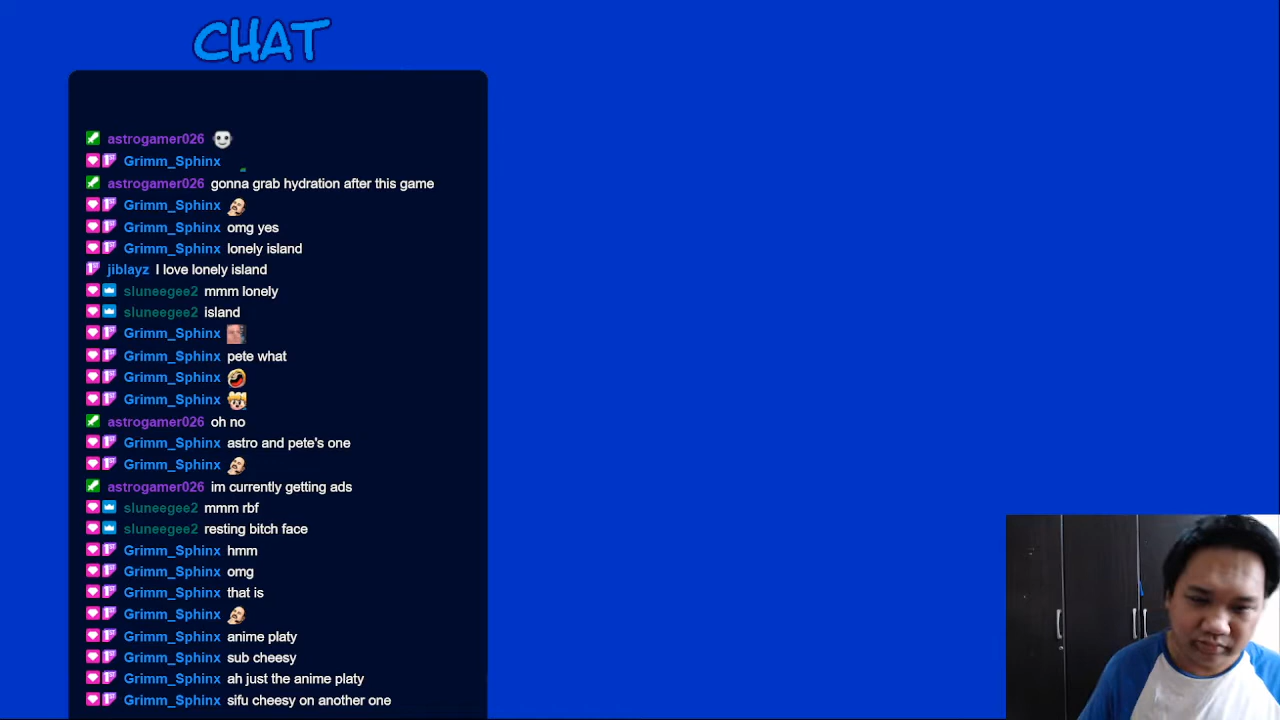 CHAT
astrogamer026
Grimm_Sphinx
astrogamer026 gonna grab hydration after this game
Grimm_Sphinx
Grimm_Sphinx omg yes
Grimm_Sphinx lonely island
jiblayz I love lonely island
sluneegee2 mmm lonely
sluneegee2 island
Grimm_Sphinx
Grimm_Sphinx pete what
Grimm_Sphinx
Grimm_Sphinx
astrogamer026 oh no
Grimm_Sphinx astro and pete's one
Grimm_Sphinx
astrogamer026 im currently getting ads
sluneegee2 mmm rbf
sluneegee2 resting bitch face
Grimm_Sphinx hmm
Grimm_Sphinx omg
Grimm_Sphinx that is
Grimm_Sphinx
Grimm_Sphinx anime platy
Grimm_Sphinx sub cheesy
Grimm_Sphinx ah just the anime platy
Grimm_Sphinx sifu cheesy on another one